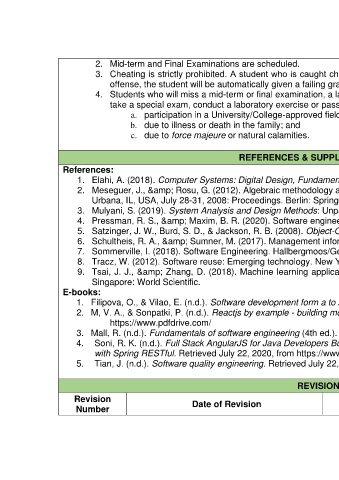 2. Mid-term and Final Examinations are scheduled.
3. Cheating is strictly prohibited. A student who is caught ch
offense, the student will be automatically given a failing gra
4. Students who will miss a mid-term or final examination, a la
take a special exam, conduct a laboratory exercise or pass
a. participation in a University/College-approved field
b. due to illness or death in the family; and
c. due to force majeure or natural calamities.
REFERENCES & SUPPL
References:
1. Elahi, A. (2018). Computer Systems: Digital Design, Fundamen
2. Meseguer, J., &amp; Rosu, G. (2012). Algebraic methodology a
Urbana, IL, USA, July 28-31, 2008: Proceedings. Berlin: Spring
3. Mulyani, S. (2019). System Analysis and Design Methods: Unp
4. Pressman, R. S., &amp; Maxim, B. R. (2020). Software enginee
5. Satzinger, J. W., Burd, S. D., & Jackson, R. B. (2008). Object-O
6. Schultheis, R. A., &amp; Sumner, M. (2017). Management infor
7. Sommerville, I. (2018). Software Engineering. Hallbergmoos/Ge
8. Tracz, W. (2012). Software reuse: Emerging technology. New Y
9. Tsai, J. J., &amp; Zhang, D. (2018). Machine learning applica
Singapore: World Scientific.
E-books:
1. Filipova, O., & Vilao, E. (n.d.). Software development form a to
2. M, V. A., & Sonpatki, P. (n.d.). Reactjs by example - building mo
https://www.pdfdrive.com/
3. Mall, R. (n.d.). Fundamentals of software engineering (4th ed.).
4. Soni, R. K. (n.d.). Full Stack AngularJS for Java Developers Bu
with Spring RESTful. Retrieved July 22, 2020, from https://www
5. Tian, J. (n.d.). Software quality engineering. Retrieved July 22,
REVISION
Revision Number
Date of Revision